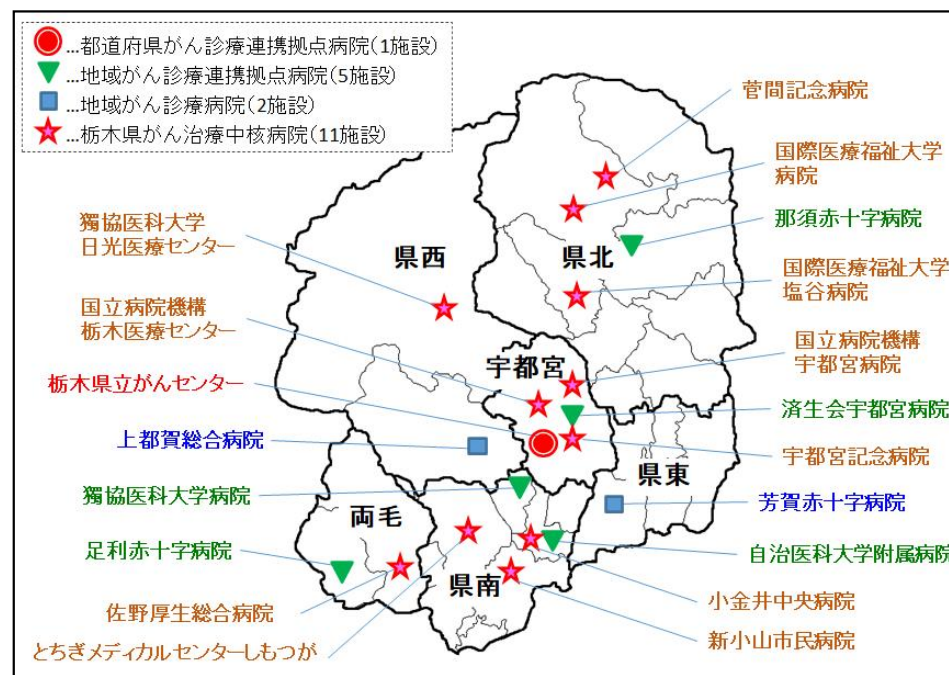 …都道府県がん診療連携拠点病院(1施設)
…地域がん診療連携拠点病院(5施設)
…地域がん診療病院(2施設)
…栃木県がん治療中核病院(11施設)
菅間記念病院
国際医療福祉大学
病院
獨協医科大学
日光医療センター
那須赤十字病院
県西
県北
国際医療福祉大学
塩谷病院
国立病院機構
栃木医療センター
宇都宮
国立病院機構
宇都宮病院
栃木県立がんセンター
済生会宇都宮病院
上都賀総合病院
宇都宮記念病院
県東
獨協医科大学病院
芳賀赤十字病院
両毛
足利赤十字病院
自治医科大学附属病院
県南
佐野厚生総合病院
小金井中央病院
とちぎメディカルセンターしもつが
新小山市民病院